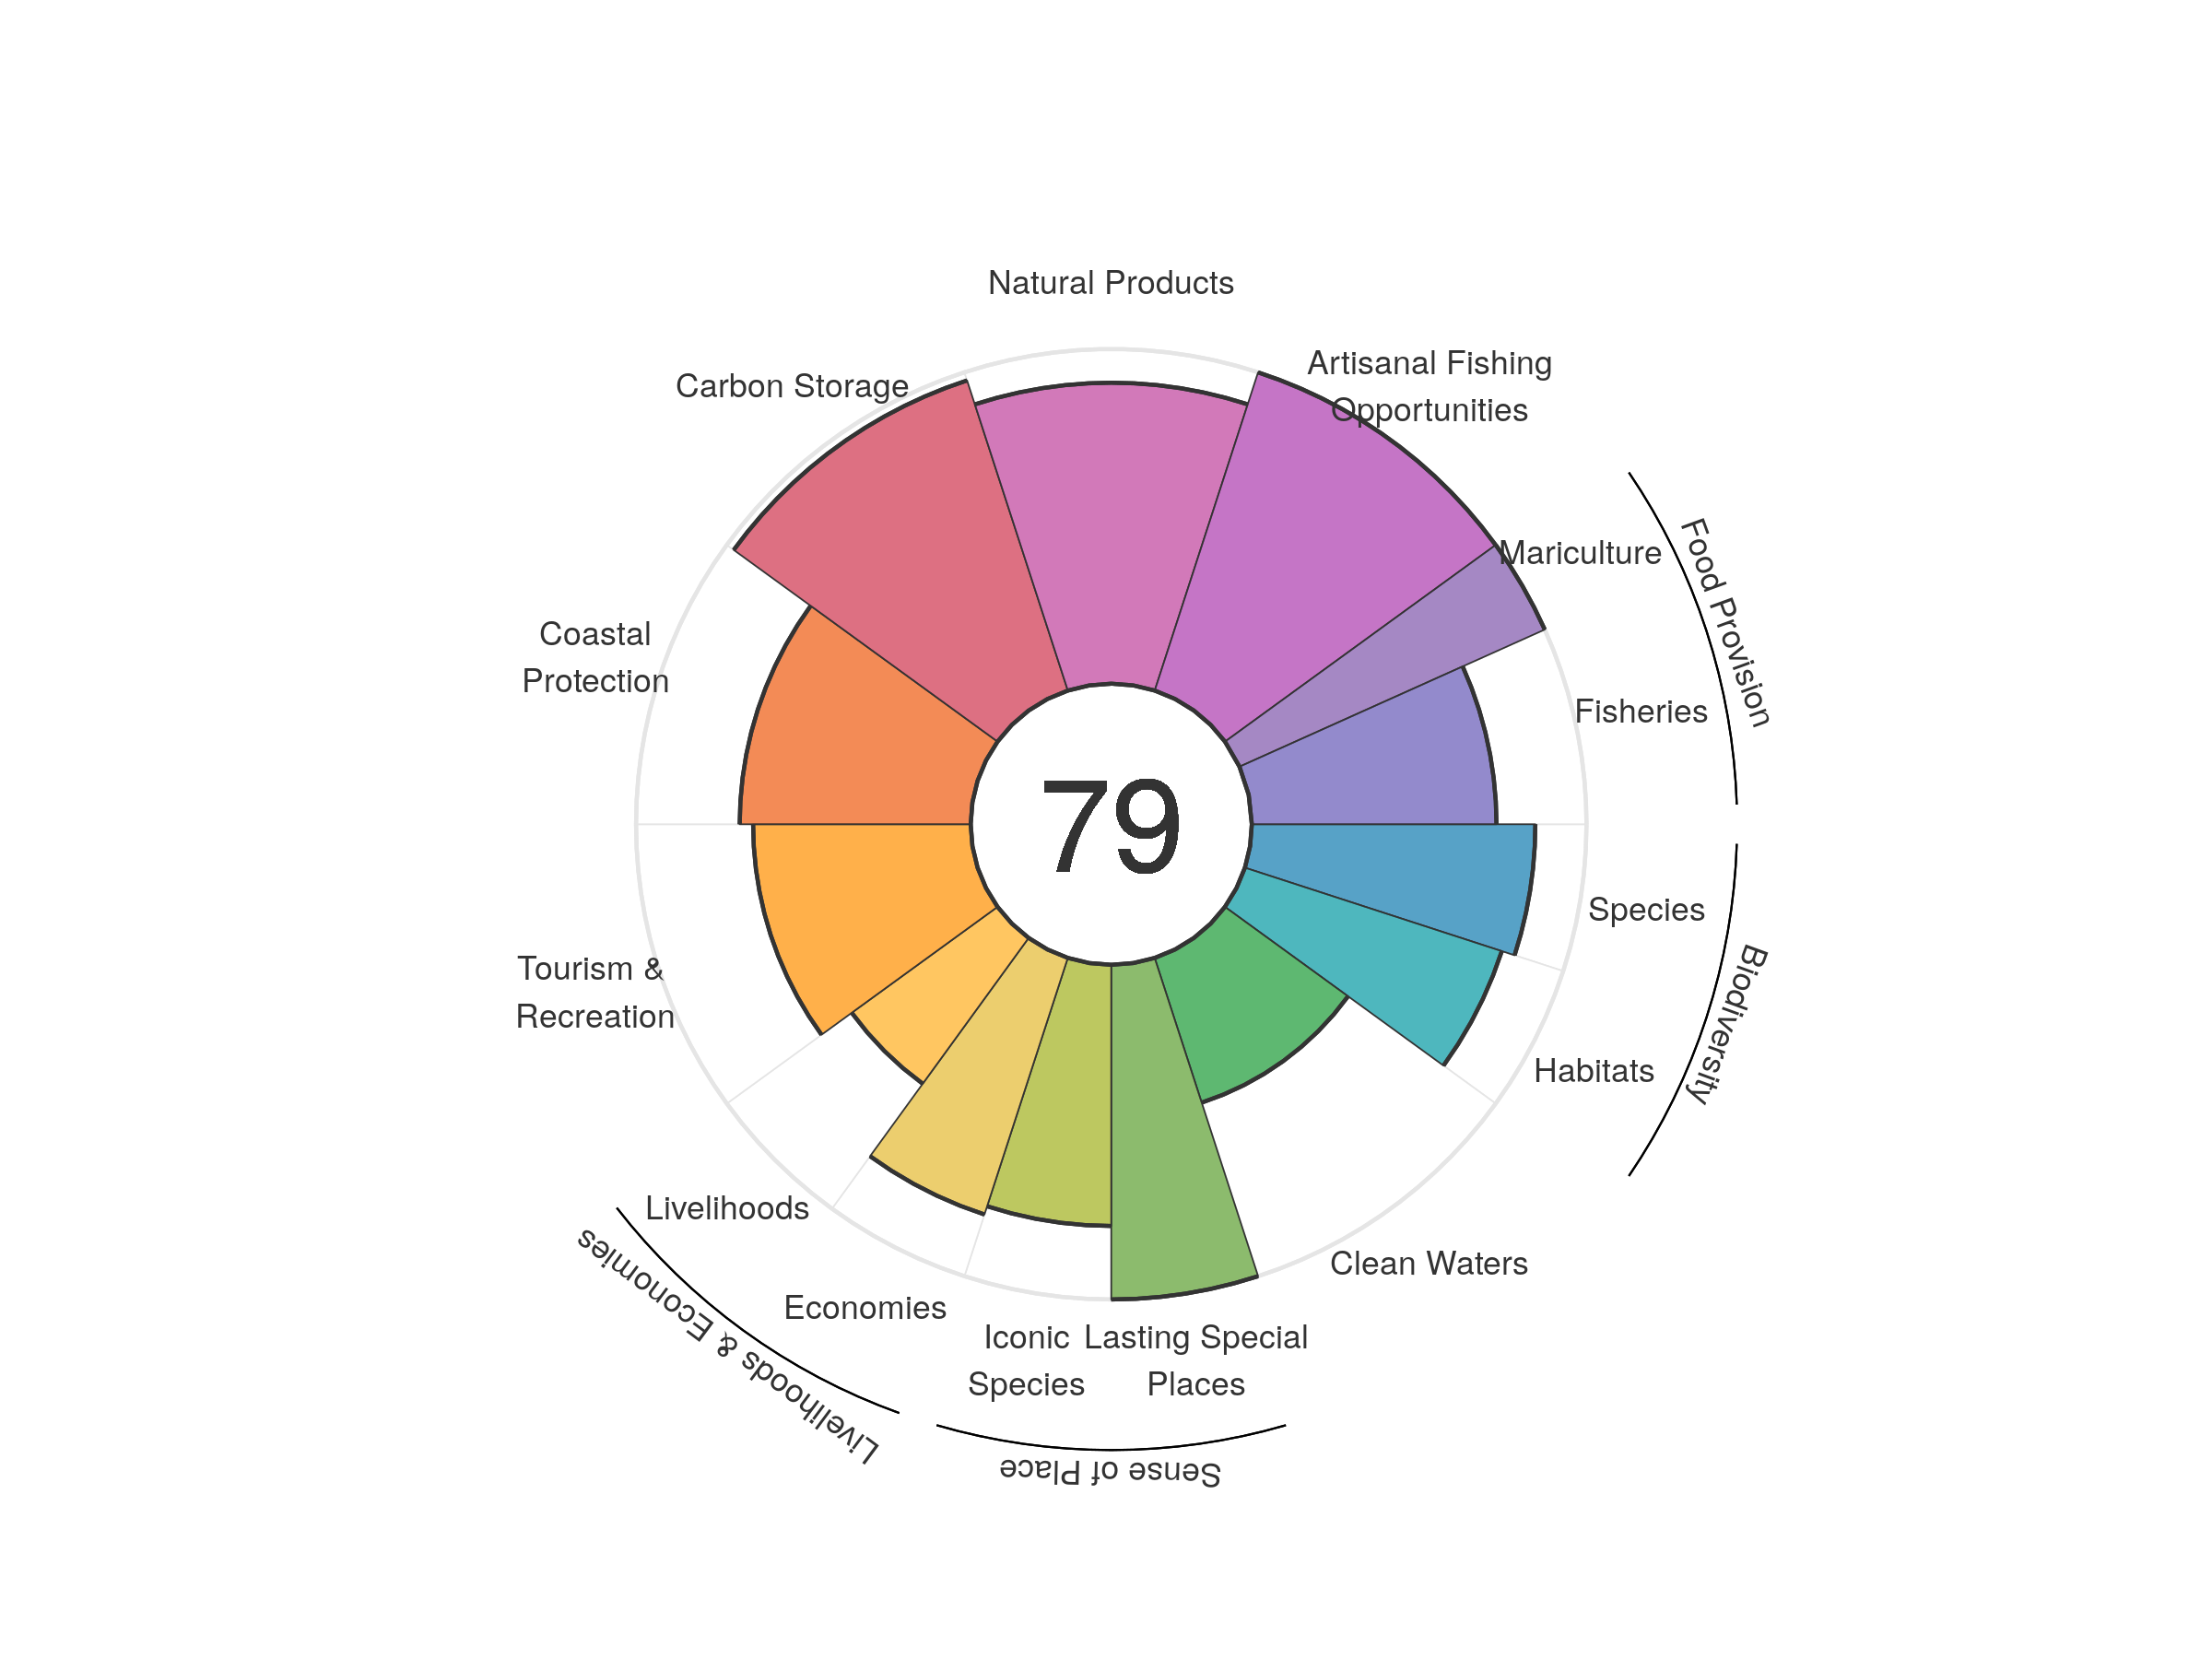 Natural Products
Artisanal Fishing
Opportunities
Carbon Storage
Mariculture
Food Provision
Coastal
Protection
Fisheries
79
Species
Biodiversity
Tourism &
Recreation
Habitats
Livelihoods
Clean Waters
Economies
Livelihoods & Economies
Iconic
Species
Lasting Special
Places
Sense of Place